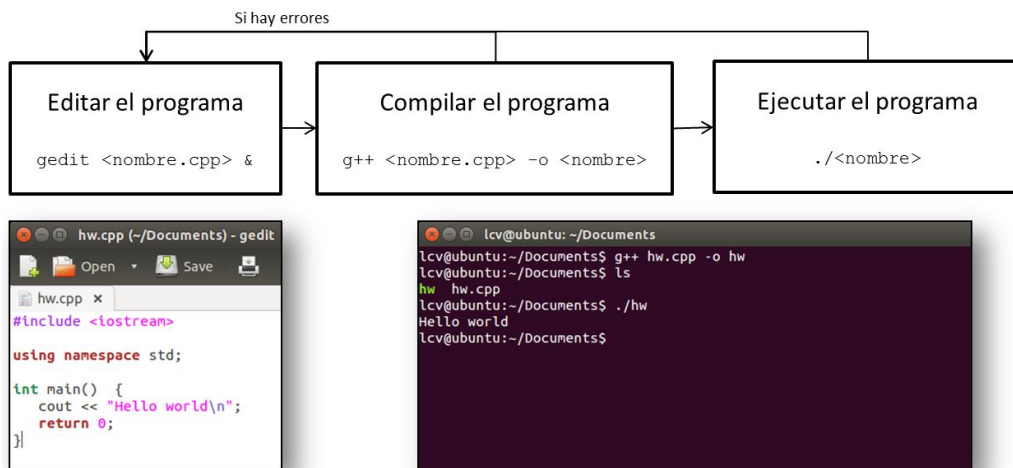 Si hay errores
Editar el programa
gedit <nombre.cpp> &
Compilar el programa
g++ <nombre.cpp> -o <nombre>
Ejecutar el programa
./<nombre>
hw.cpp (~/Documents) - gedit
Open Save
hw.cpp ×
#include <iostream>
using namespace std;
int main()  {
   cout << "Hello world\n";
   return 0;
}
lcv@ubuntu: ~/Documents
lcv@ubuntu:~/Documents$ g++ hw.cpp -o hw
lcv@ubuntu:~/Documents$ ls
hw  hw.cpp
lcv@ubuntu:~/Documents$ ./hw
Hello world
lcv@ubuntu:~/Documents$